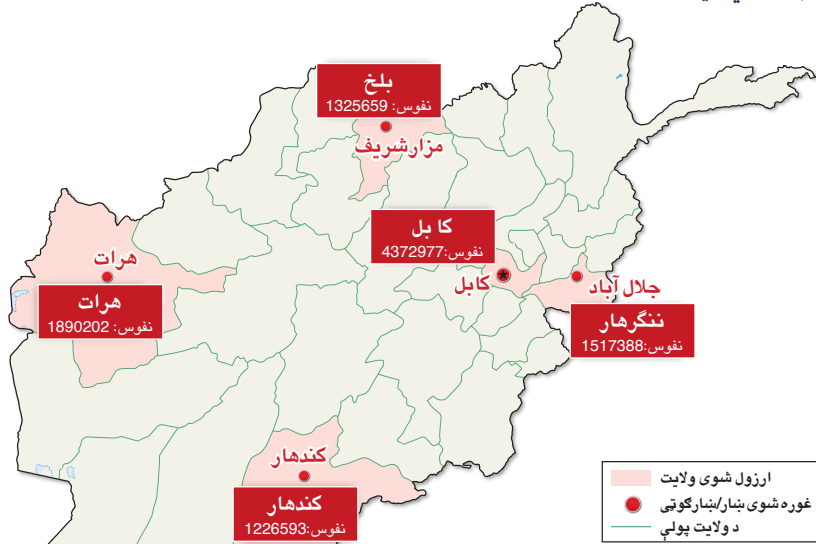 بلخ
نفوس: 1325659
مزارشریف
کا بل
نفوس:4372977
کابل
هرات
هرات
نفوس: 1890202
جلال آباد
ننگرهار
نفوس:1517388
کندهار
کندهار
نفوس:1226593
ارزول شوی ولایت
غوره شوی ښار/ښارګوټی
د ولایت پولې